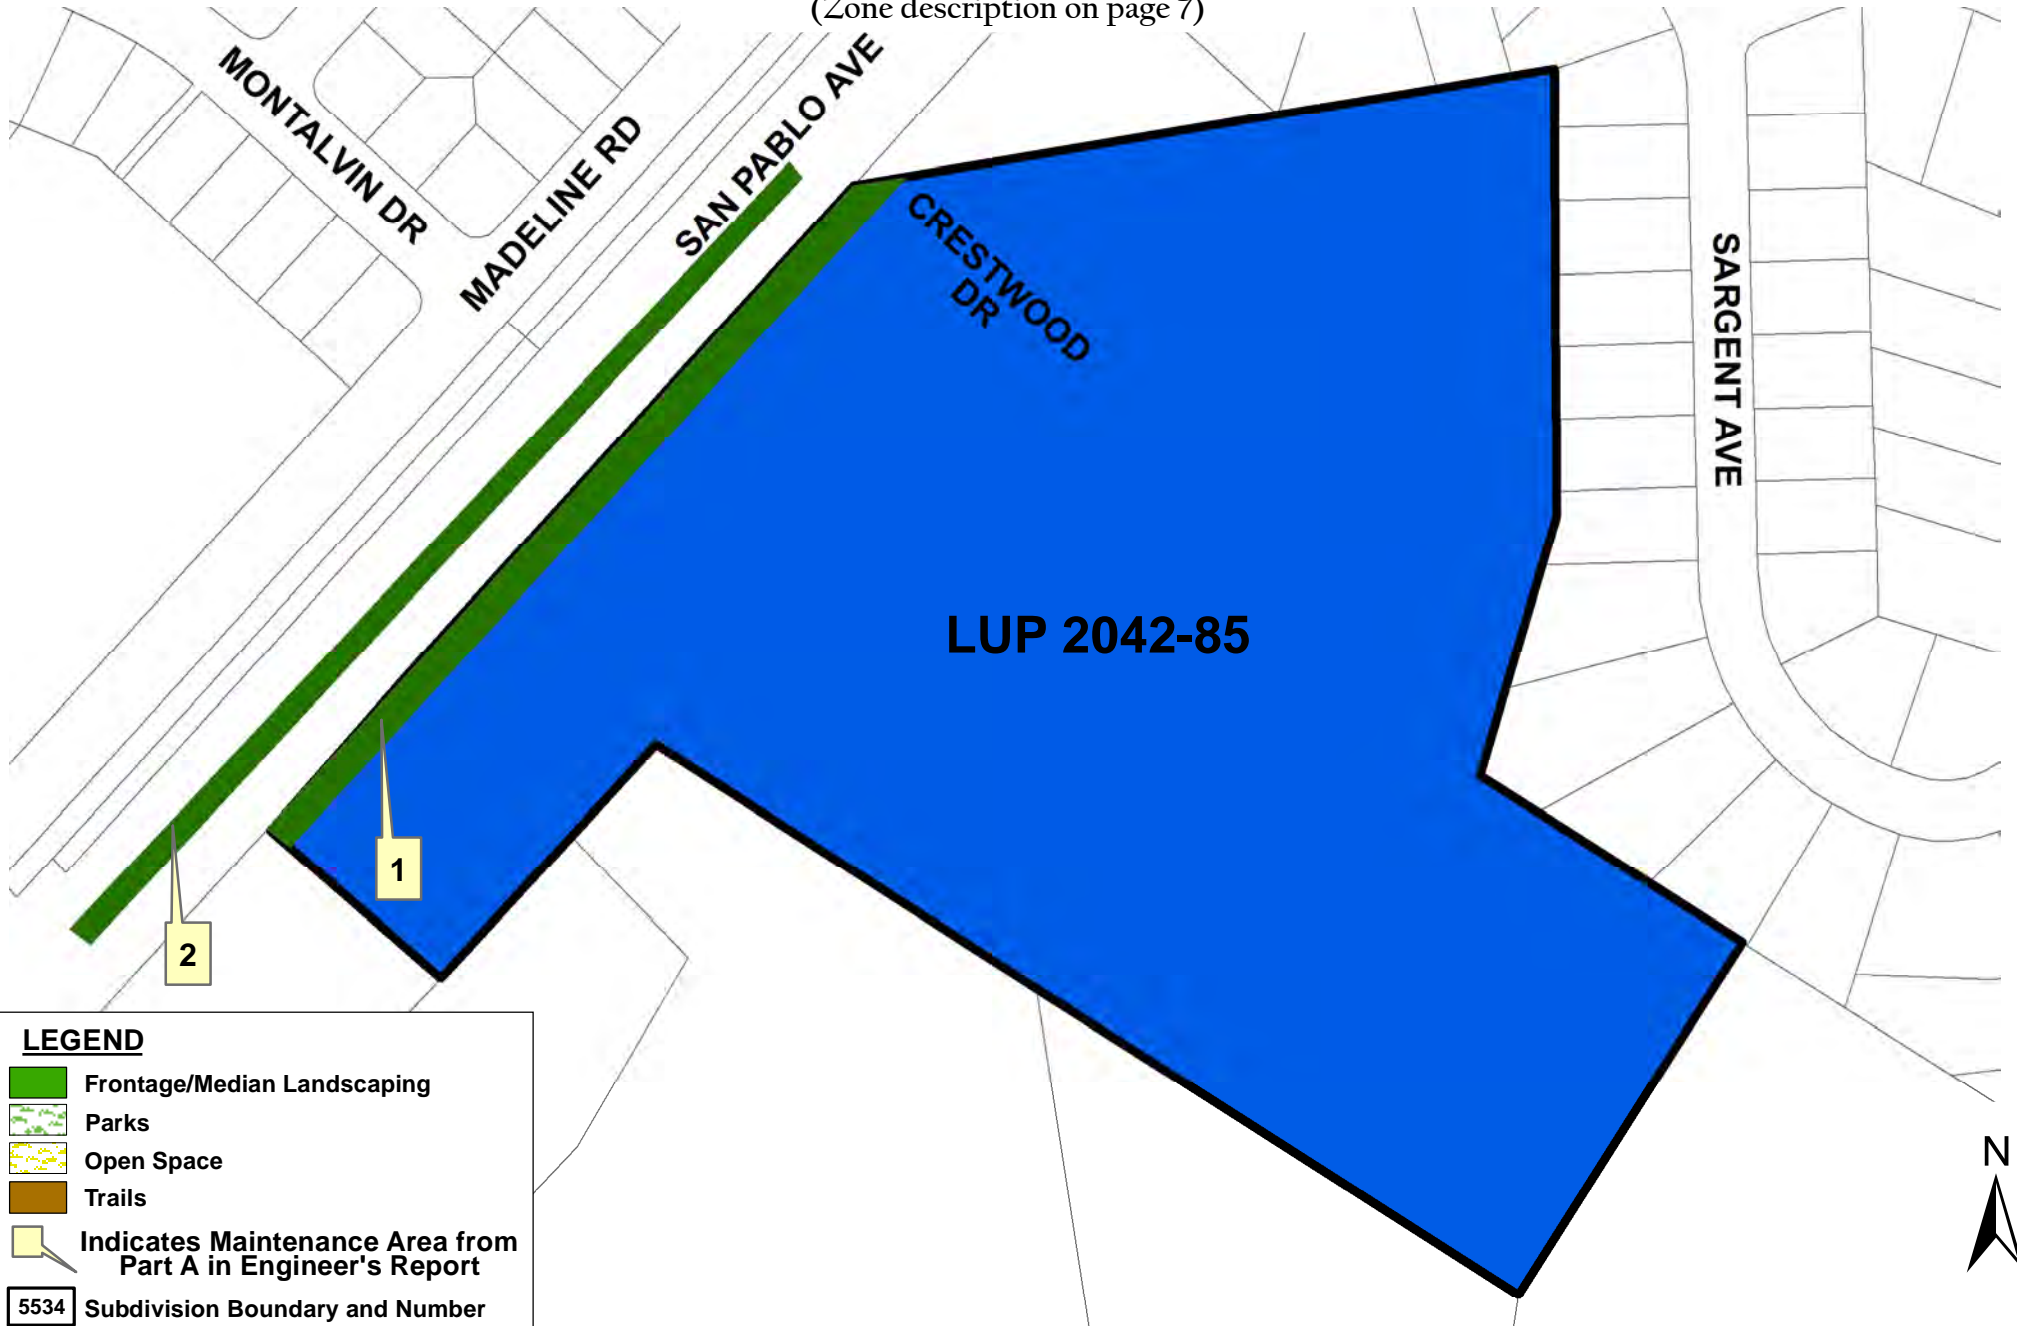 (Zone description on page 7)
MONTALVIN DR
MADELINE RD
SAN PABLO AVE
CRESTWOOD
DR
SARGENT AVE
LUP 2042-85
1
2
LEGEND
Frontage/Median Landscaping
Parks
Open Space
Trails
Indicates Maintenance Area from
Part A in Engineer's Report
5534 Subdivision Boundary and Number
N